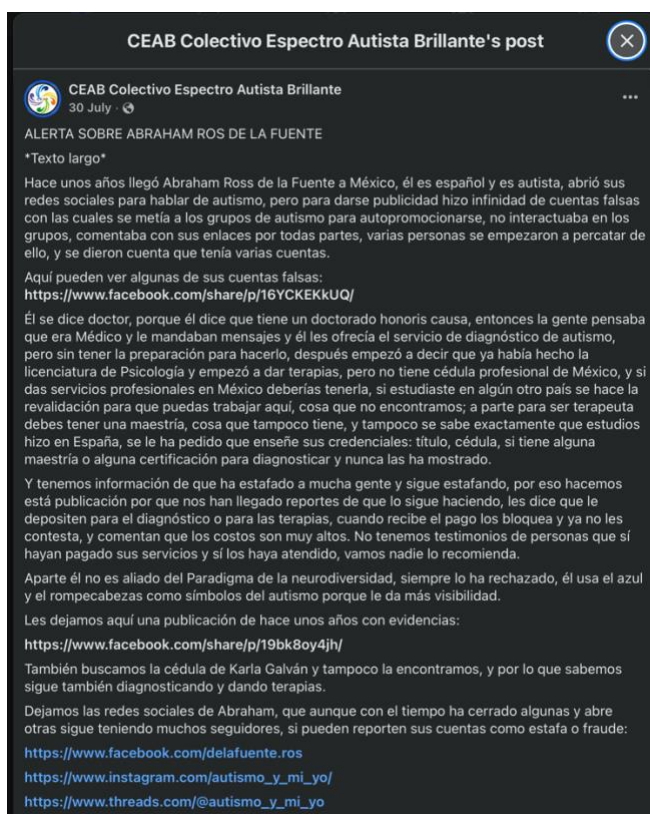 CEAB Colectivo Espectro Autista Brillante's post
CEAB Colectivo Espectro Autista Brillante
30 July ·
ALERTA SOBRE ABRAHAM ROS DE LA FUENTE
*Texto largo*
Hace unos años llegó Abraham Ross de la Fuente a México, él es español y es autista, abrió sus
redes sociales para hablar de autismo, pero para darse publicidad hizo infinidad de cuentas falsas
con las cuales se metía a los grupos de autismo para autopromocionarse, no interactuaba en los
grupos, comentaba con sus enlaces por todas partes, varias personas se empezaron a percatar de
ello, y se dieron cuenta que tenía varias cuentas.
Aquí pueden ver algunas de sus cuentas falsas:
https://www.facebook.com/share/p/16YCKEKkUQ/
Él se dice doctor, porque él dice que tiene un doctorado honoris causa, entonces la gente pensaba
que era Médico y le mandaban mensajes y él les ofrecía el servicio de diagnóstico de autismo,
pero sin tener la preparación para hacerlo, después empezó a decir que ya había hecho la
licenciatura de Psicología y empezó a dar terapias, pero no tiene cédula profesional de México, y si
das servicios profesionales en México deberías tenerla, si estudiaste en algún otro país se hace la
revalidación para que puedas trabajar aquí, cosa que no encontramos; a parte para ser terapeuta
debes tener una maestría, cosa que tampoco tiene, y tampoco se sabe exactamente que estudios
hizo en España, se le ha pedido que enseñe sus credenciales: título, cédula, si tiene alguna
maestría o alguna certificación para diagnosticar y nunca las ha mostrado.
Y tenemos información de que ha estafado a mucha gente y sigue estafando, por eso hacemos
está publicación por que nos han llegado reportes de que lo sigue haciendo, les dice que le
depositen para el diagnóstico o para las terapias, cuando recibe el pago los bloquea y ya no les
contesta, y comentan que los costos son muy altos. No tenemos testimonios de personas que sí
hayan pagado sus servicios y sí los haya atendido, vamos nadie lo recomienda.
Aparte él no es aliado del Paradigma de la neurodiversidad, siempre lo ha rechazado, él usa el azul
y el rompecabezas como símbolos del autismo porque le da más visibilidad.
Les dejamos aquí una publicación de hace unos años con evidencias:
https://www.facebook.com/share/p/19bk8oy4jh/
También buscamos la cédula de Karla Galván y tampoco la encontramos, y por lo que sabemos
sigue también diagnosticando y dando terapias.
Dejamos las redes sociales de Abraham, que aunque con el tiempo ha cerrado algunas y abre
otras sigue teniendo muchos seguidores, si pueden reporten sus cuentas como estafa o fraude:
https://www.facebook.com/delafuente.ros
https://www.instagram.com/autismo_y_mi_yo/
https://www.threads.com/@autismo_y_mi_yo